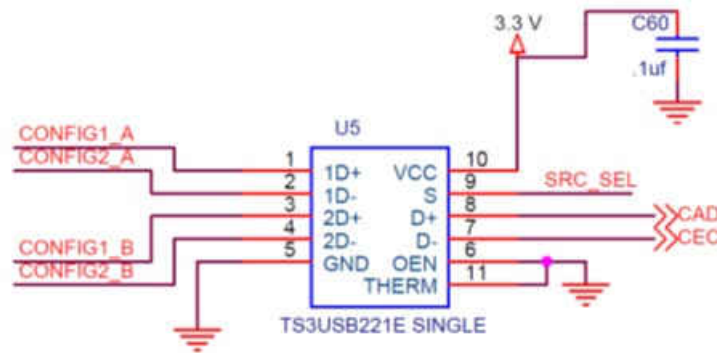 3.3 V
C60
.1uf
U5
CONFIG1_A
CONFIG2_A
CONFIG1_B
CONFIG2_B
1 1D+ VCC 10
2 1D- S 9 SRC_SEL
3 2D+ D+ 8 CAD
4 2D- D- 7 CEC
5 GND OEN 6
THERM 11
TS3USB221E SINGLE